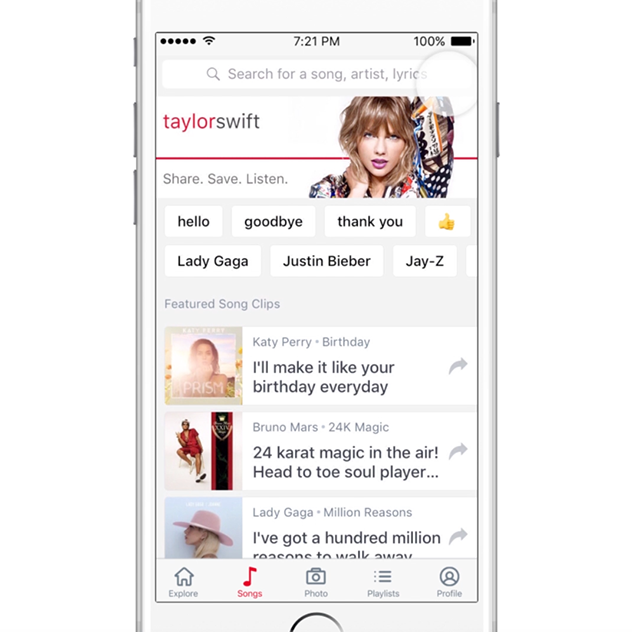 7:21 PM
100%
Search for a song, artist, lyrics
taylorswift
Share. Save. Listen.
hello
goodbye
thank you
👍
Lady Gaga
Justin Bieber
Jay-Z
Featured Song Clips
KATY PERRY
PRISM
Katy Perry • Birthday
I'll make it like your
birthday everyday
Bruno Mars • 24K Magic
24 karat magic in the air!
Head to toe soul player...
Lady Gaga • Million Reasons
I've got a hundred million
reasons to walk away
Explore
Songs
Photo
Playlists
Profile